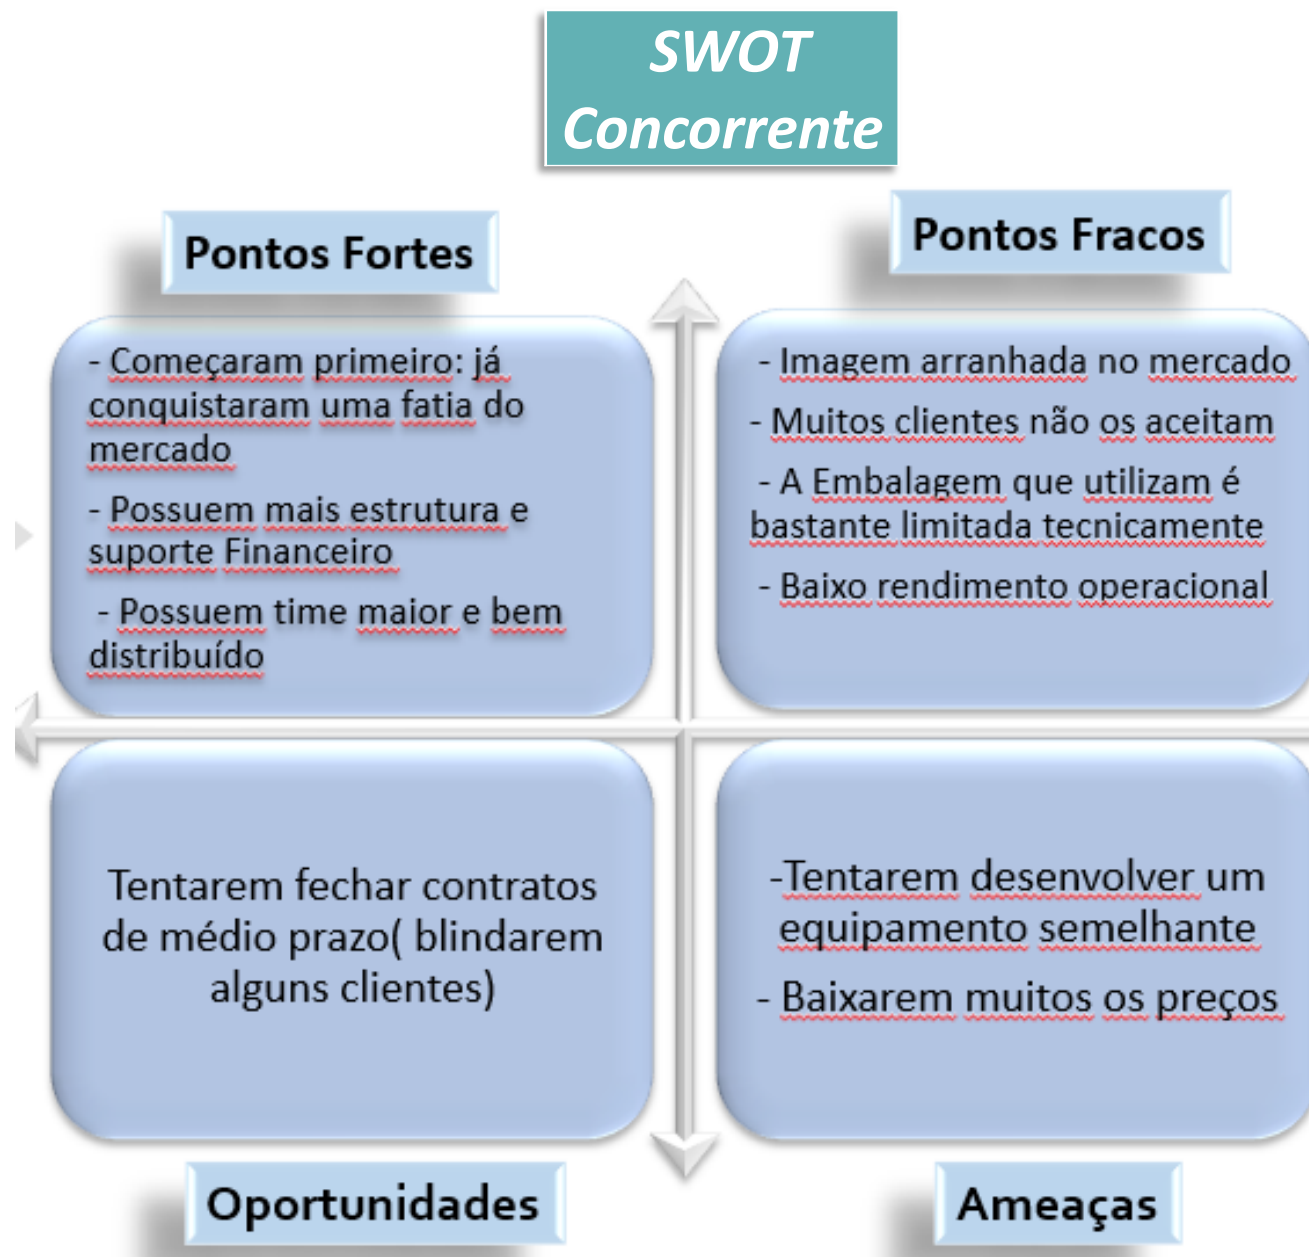 SWOT
Concorrente
Pontos Fortes
- Começaram primeiro: já
conquistaram uma fatia do
mercado
- Possuem mais estrutura e
suporte Financeiro
- Possuem time maior e bem
distribuído
Pontos Fracos
- Imagem arranhada no mercado
- Muitos clientes não os aceitam
- A Embalagem que utilizam é
bastante limitada tecnicamente
- Baixo rendimento operacional
Tentarem fechar contratos
de médio prazo( blindarem
alguns clientes)
Oportunidades
-Tentarem desenvolver um
equipamento semelhante
- Baixarem muitos os preços
Ameaças